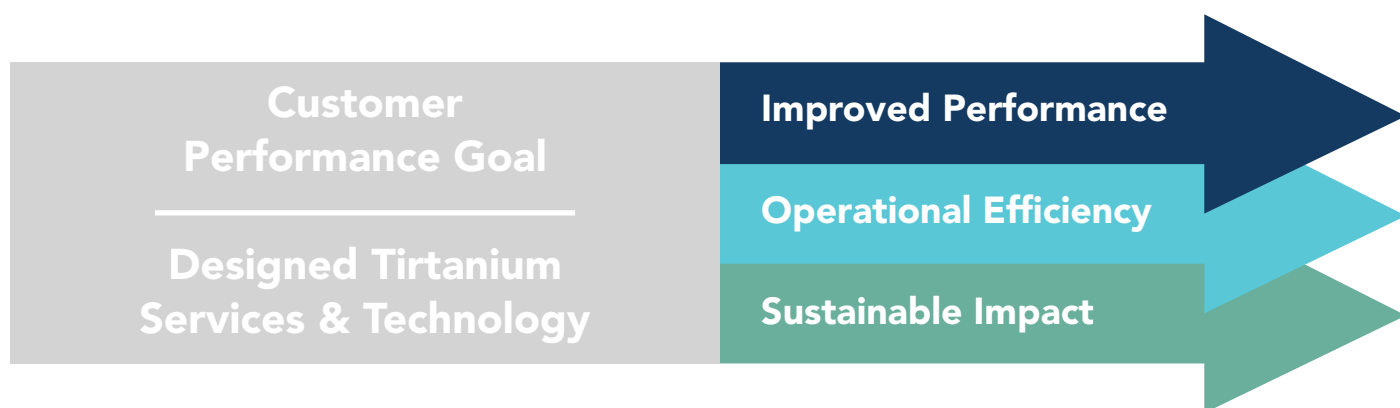 Customer
Performance Goal
Designed Tirtanium
Services & Technology
Improved Performance
Operational Efficiency
Sustainable Impact